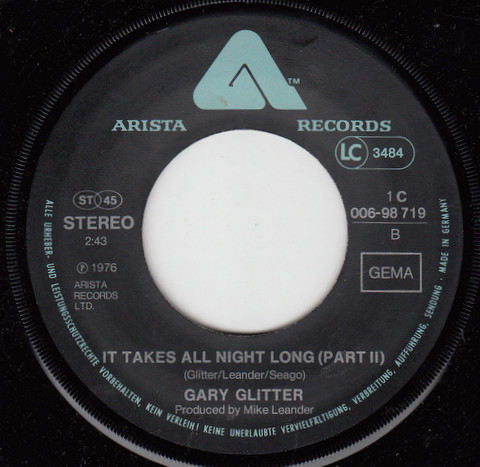 TM
ARISTA RECORDS
LC 3484
ST 45
STEREO
2:43
℗ 1976
ARISTA
RECORDS
LTD.
1 C
006-98 719
B
GEMA
IT TAKES ALL NIGHT LONG (PART II)
(Glitter/Leander/Seago)
GARY GLITTER
Produced by Mike Leander
ALLE URHEBER- UND LEISTUNGSSCHUTZRECHTE VORBEHALTEN, KEIN VERLEIH! KEINE UNERLAUBTE VERVIELFÄLTIGUNG, VERBREITUNG, AUFFÜHRUNG, SENDUNG · MADE IN GERMANY